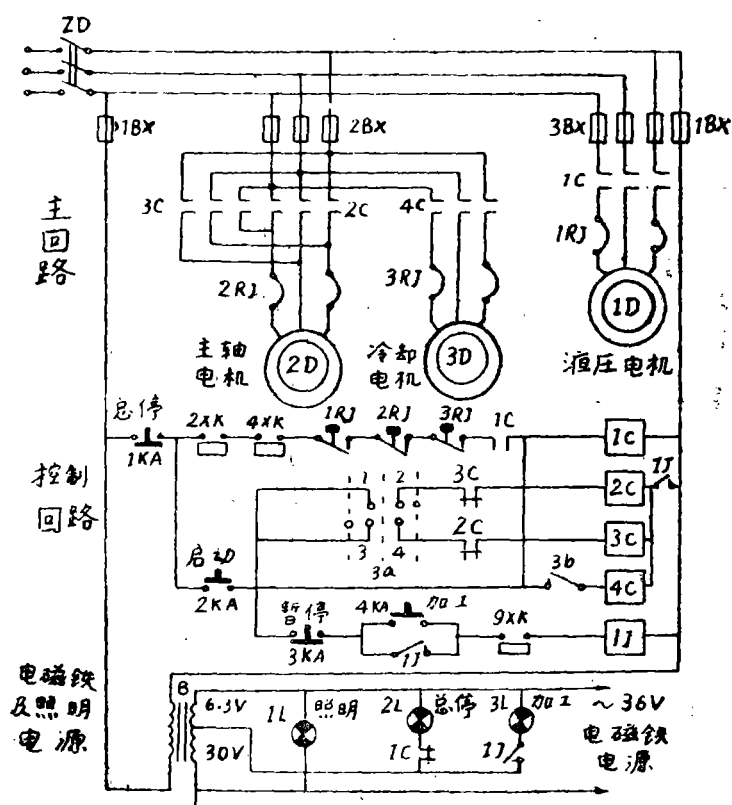 ZD
1BX
2BX
3BX
1BX
主
回
路
3C
2C
4C
1C
2RJ
3RJ
1RJ
主轴
电机
2D
冷却
电机
3D
1D
液压电机
总停
1KA
2XK
4XK
1RJ
2RJ
3RJ
1C
1C
控制
回路
1
2
3C
2C
1J
2C
3
4
3a
3C
启动
2KA
3b
4C
暂停
3KA
4KA
加工
1J
9XK
1J
电磁铁
及照明
电源
B
6.3V
30V
1L
照明
2L
总停
3L
加工
1C
1J
~36V
电磁铁
电源